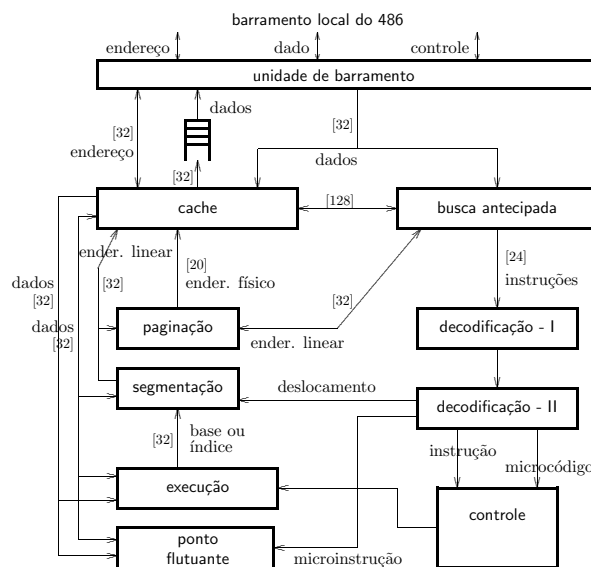 barramento local do 486
endereço
dado
controle
unidade de barramento
dados
[32]
[32]
endereço
dados
[32]
cache
[128]
busca antecipada
ender. linear
[20]
[24]
[32]
ender. físico
instruções
dados
[32]
[32]
dados
[32]
paginação
ender. linear
decodificação - I
segmentação
deslocamento
decodificação - II
[32]
base ou
índice
instrução
microcódigo
execução
controle
ponto
flutuante
microinstrução